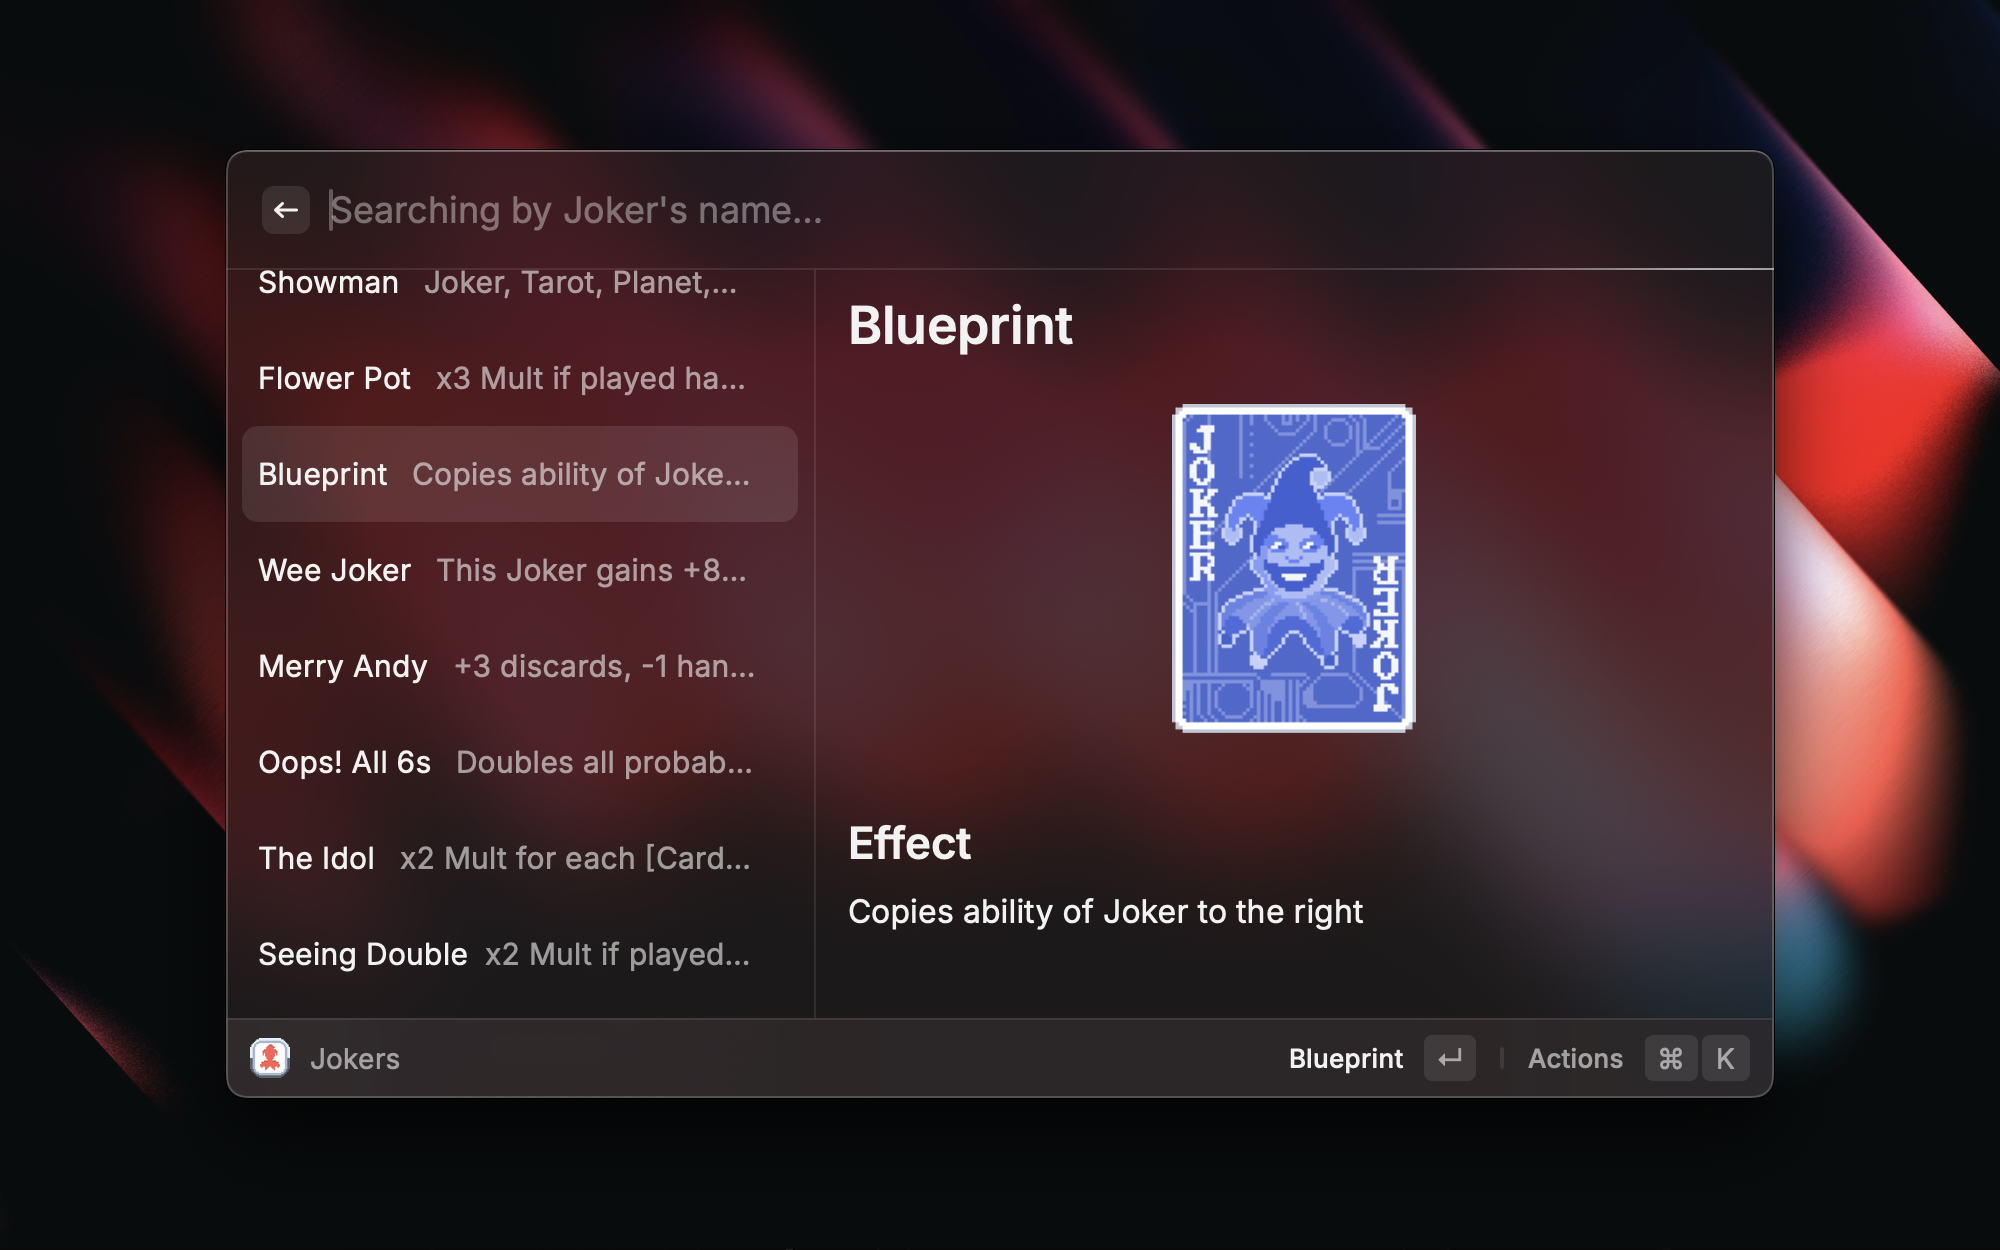 Searching by Joker's name...
Showman Joker, Tarot, Planet,...
Flower Pot x3 Mult if played ha...
Blueprint Copies ability of Joke...
Wee Joker This Joker gains +8...
Merry Andy +3 discards, -1 han...
Oops! All 6s Doubles all probab...
The Idol x2 Mult for each [Card...
Seeing Double x2 Mult if played...
Blueprint
JOKER
JOKER
Effect
Copies ability of Joker to the right
Jokers
Blueprint ↵ Actions ⌘ K